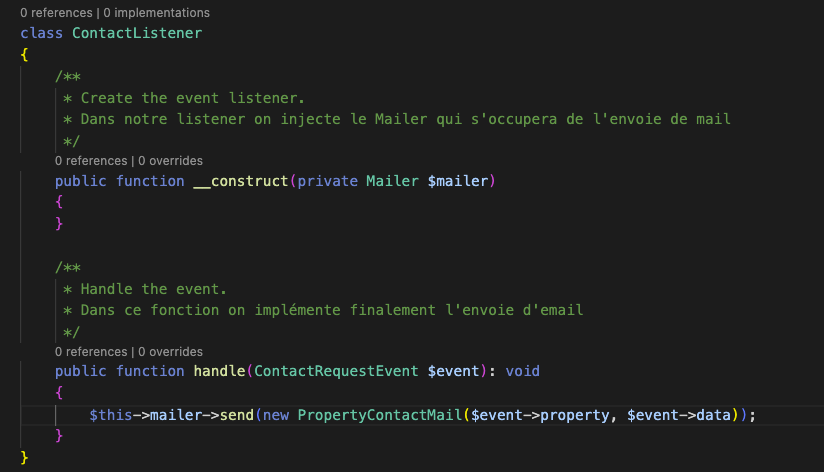 0 references | 0 implementations
class ContactListener
{
/**
* Create the event listener.
* Dans notre listener on injecte le Mailer qui s'occupera de l'envoie de mail
*/
0 references | 0 overrides
public function __construct(private Mailer $mailer)
{
}
/**
* Handle the event.
* Dans ce fonction on implémente finalement l'envoie d'email
*/
0 references | 0 overrides
public function handle(ContactRequestEvent $event): void
{
$this->mailer->send(new PropertyContactMail($event->property, $event->data));
}
}